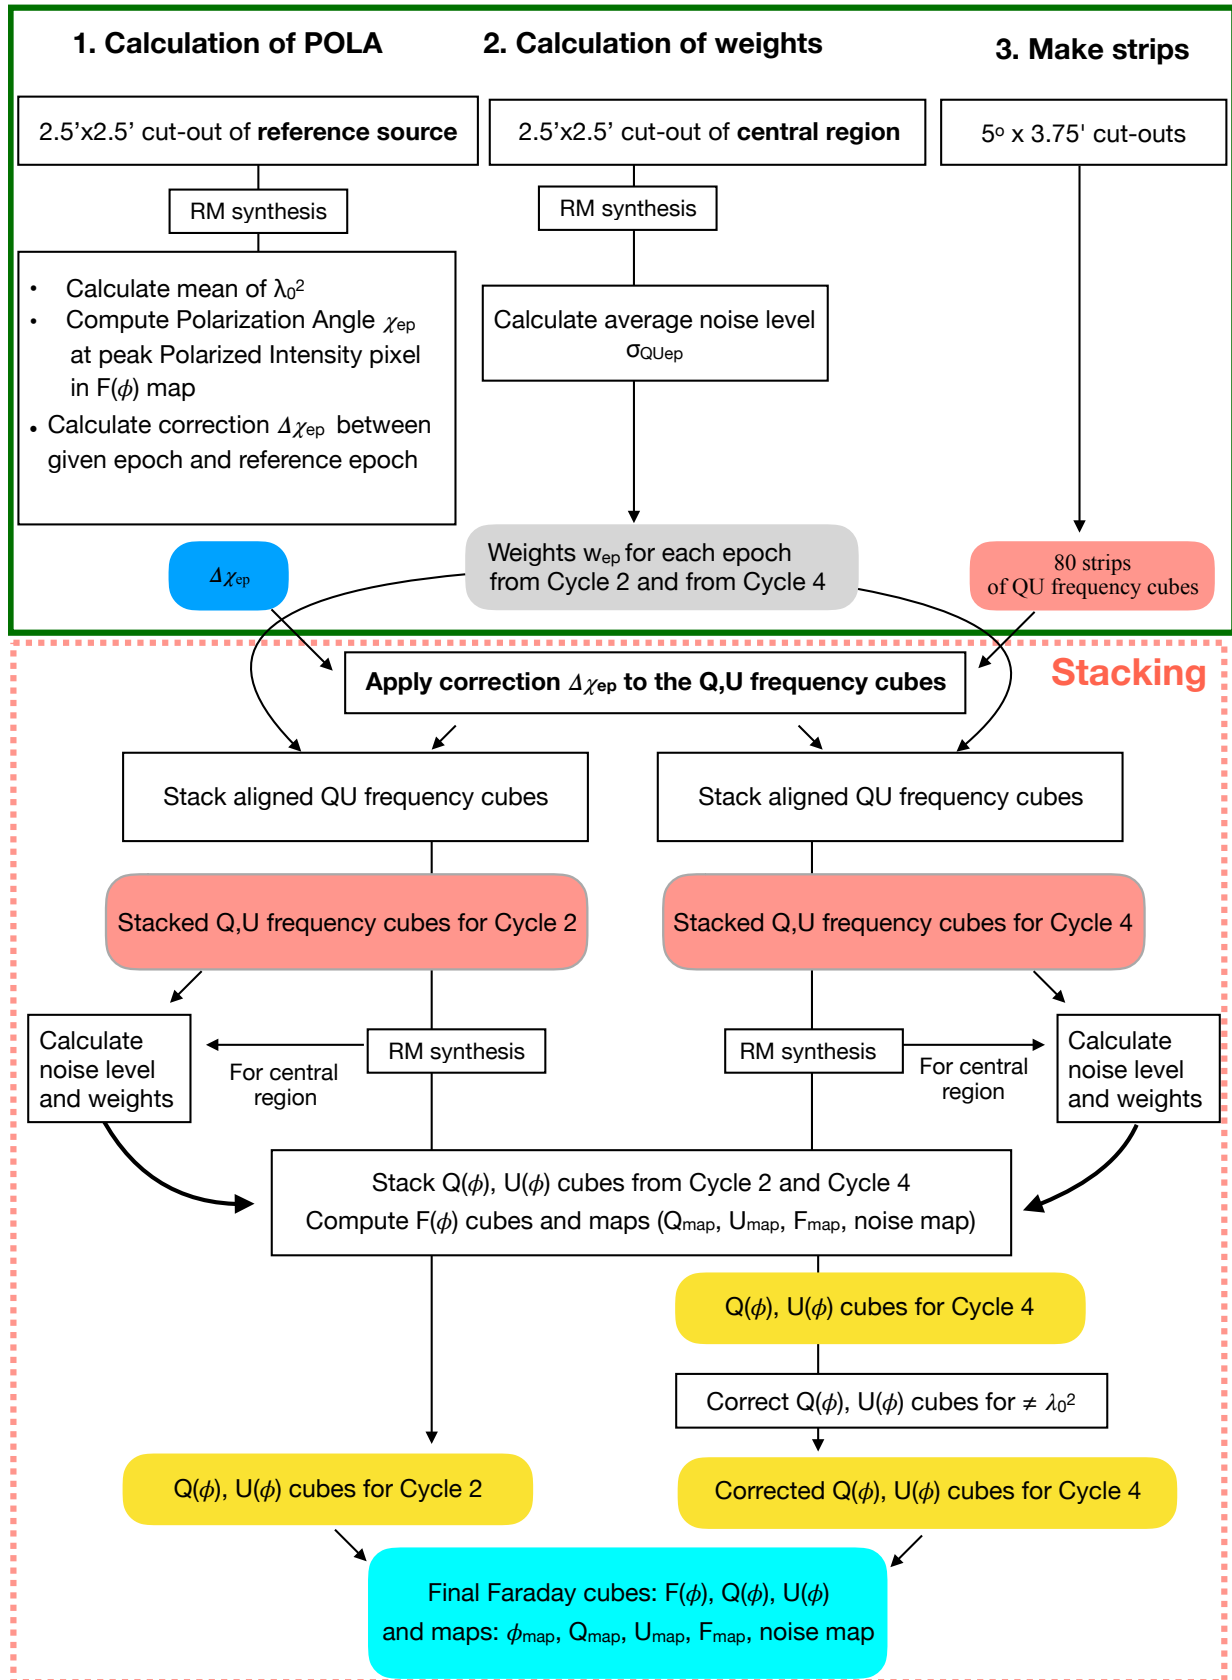 1. Calculation of POLA
2.5'x2.5' cut-out of reference source
RM synthesis
• Calculate mean of λ₀²
• Compute Polarization Angle χep
at peak Polarized Intensity pixel
in F(ϕ) map
• Calculate correction Δχep between
given epoch and reference epoch
Δχep
2. Calculation of weights
2.5'x2.5' cut-out of central region
RM synthesis
Calculate average noise level
σQUep
Weights wep for each epoch
from Cycle 2 and from Cycle 4
3. Make strips
5º x 3.75' cut-outs
80 strips
of QU frequency cubes
Stacking
Apply correction Δχep to the Q,U frequency cubes
Stack aligned QU frequency cubes
Stack aligned QU frequency cubes
Stacked Q,U frequency cubes for Cycle 2
Stacked Q,U frequency cubes for Cycle 4
Calculate
noise level
and weights
For central
region
RM synthesis
RM synthesis
For central
region
Calculate
noise level
and weights
Stack Q(ϕ), U(ϕ) cubes from Cycle 2 and Cycle 4
Compute F(ϕ) cubes and maps (Qmap, Umap, Fmap, noise map)
Q(ϕ), U(ϕ) cubes for Cycle 4
Correct Q(ϕ), U(ϕ) cubes for ≠ λ₀²
Q(ϕ), U(ϕ) cubes for Cycle 2
Corrected Q(ϕ), U(ϕ) cubes for Cycle 4
Final Faraday cubes: F(ϕ), Q(ϕ), U(ϕ)
and maps: ϕmap, Qmap, Umap, Fmap, noise map